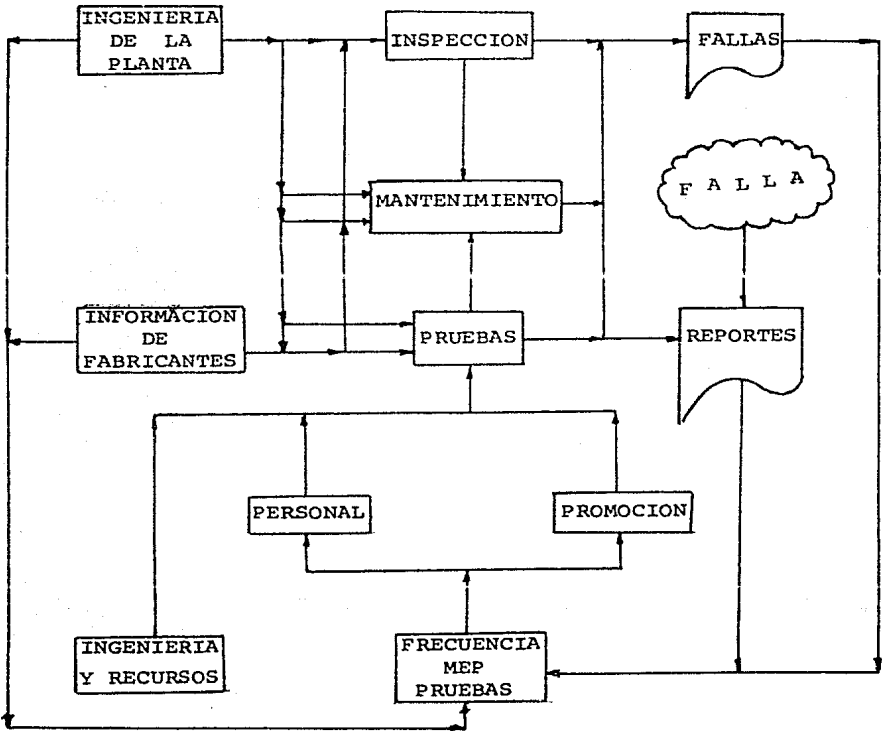 INGENIERIA
DE LA
PLANTA
INSPECCION
FALLAS
FALLA
MANTENIMIENTO
INFORMACION
DE
FABRICANTES
PRUEBAS
REPORTES
PERSONAL
PROMOCION
INGENIERIA
Y RECURSOS
FRECUENCIA
MEP
PRUEBAS